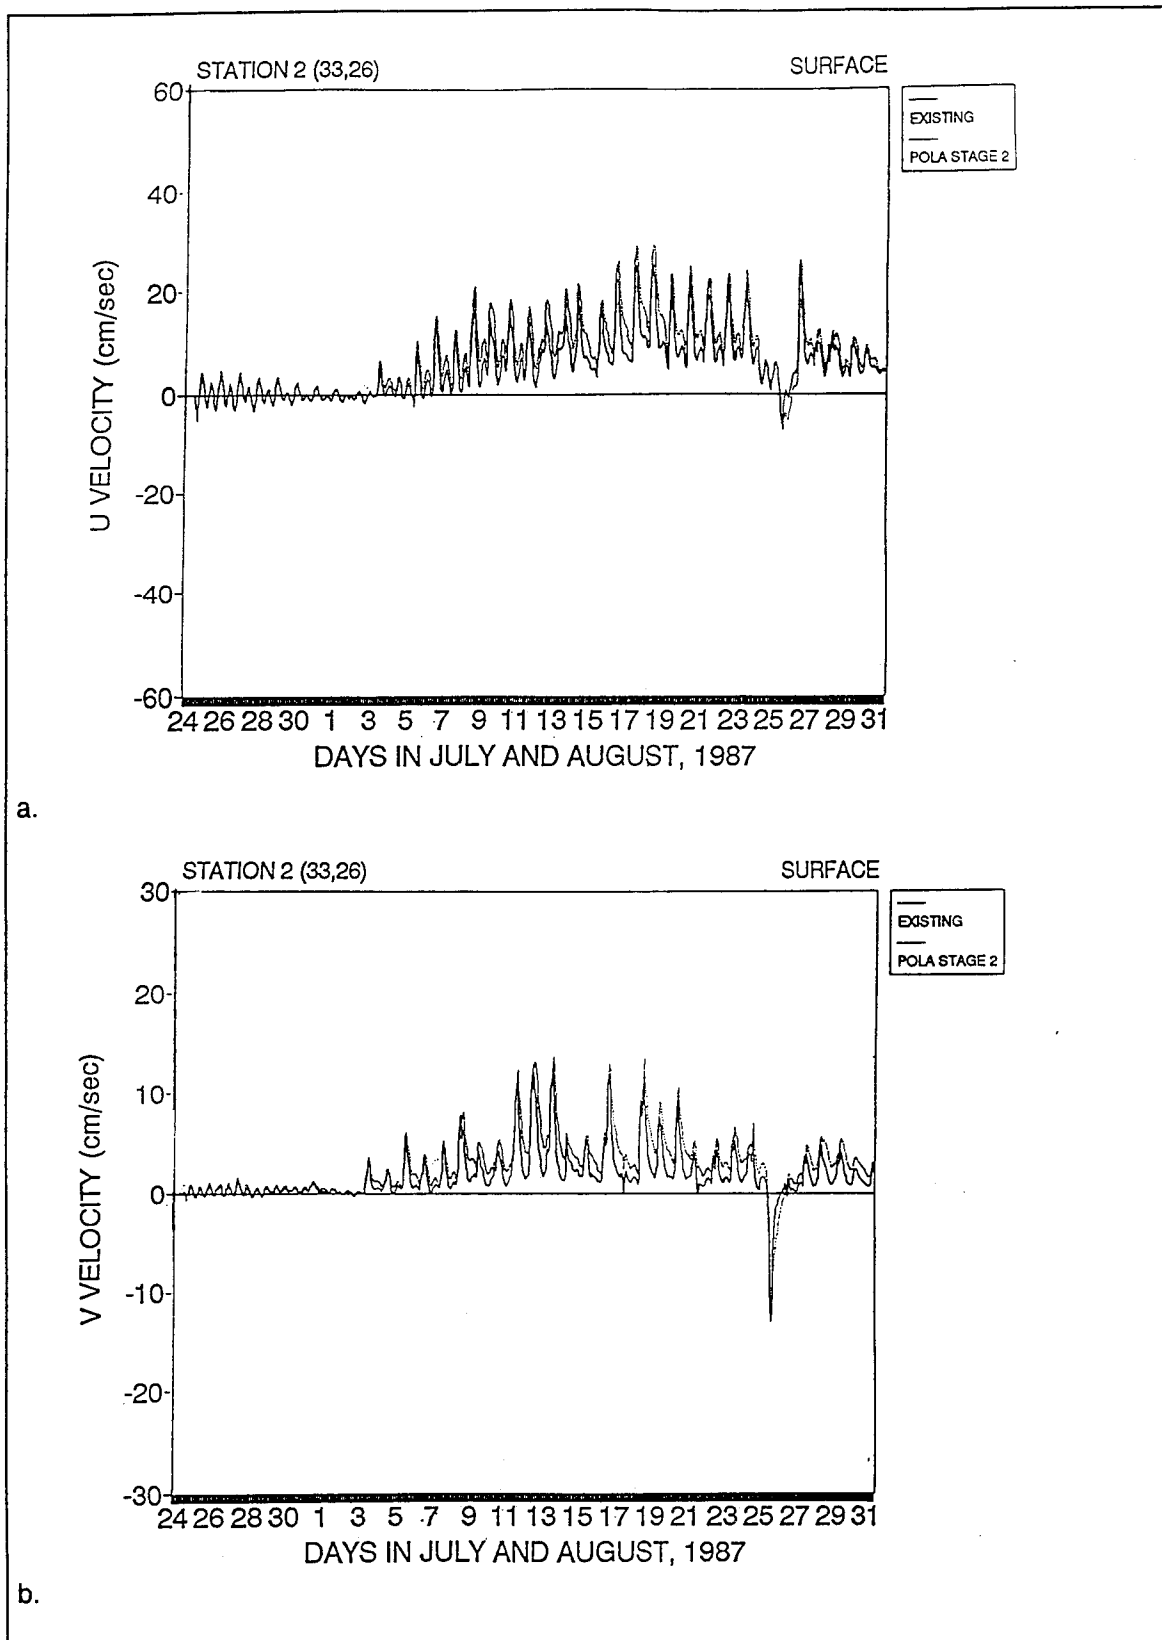 STATION 2 (33,26) SURFACE
EXISTING
POLA STAGE 2
60
40
20
0
-20
-40
-60
U VELOCITY (cm/sec)
24 26 28 30 1 3 5 7 9 11 13 15 17 19 21 23 25 27 29 31
DAYS IN JULY AND AUGUST, 1987
a.
STATION 2 (33,26) SURFACE
EXISTING
POLA STAGE 2
30
20
10
0
-10
-20
-30
V VELOCITY (cm/sec)
24 26 28 30 1 3 5 7 9 11 13 15 17 19 21 23 25 27 29 31
DAYS IN JULY AND AUGUST, 1987
b.